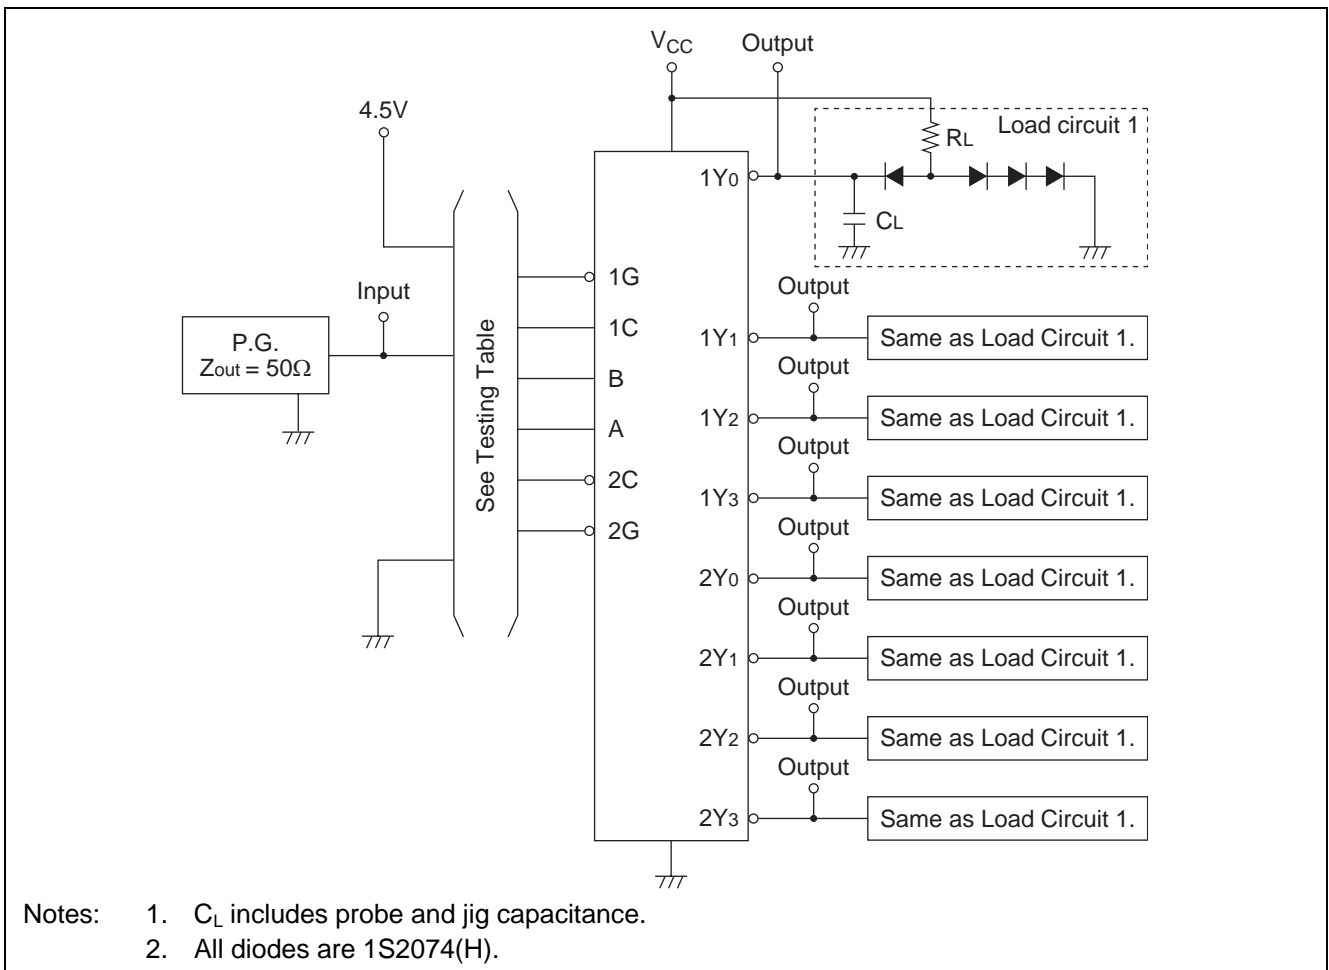 VCC
Output
4.5V
Load circuit 1
RL
1Y0
CL
1G
Output
Input
1C
1Y1
Same as Load Circuit 1.
P.G.
Zout = 50Ω
See Testing Table
Output
B
1Y2
Same as Load Circuit 1.
A
Output
2C
1Y3
Same as Load Circuit 1.
2G
Output
2Y0
Same as Load Circuit 1.
Output
2Y1
Same as Load Circuit 1.
Output
2Y2
Same as Load Circuit 1.
Output
2Y3
Same as Load Circuit 1.
Notes: 1. CL includes probe and jig capacitance.
2. All diodes are 1S2074(H).